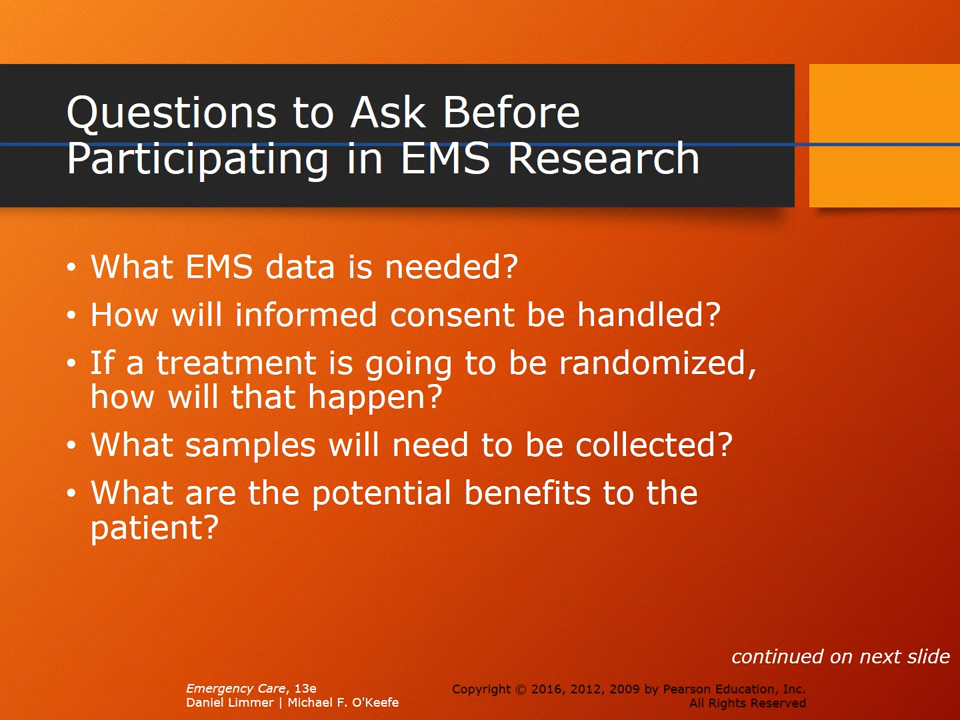 Questions to Ask Before
Participating in EMS Research
• What EMS data is needed?
• How will informed consent be handled?
• If a treatment is going to be randomized,
how will that happen?
• What samples will need to be collected?
• What are the potential benefits to the
patient?
continued on next slide
Emergency Care, 13e
Daniel Limmer | Michael F. O'Keefe
Copyright © 2016, 2012, 2009 by Pearson Education, Inc.
All Rights Reserved